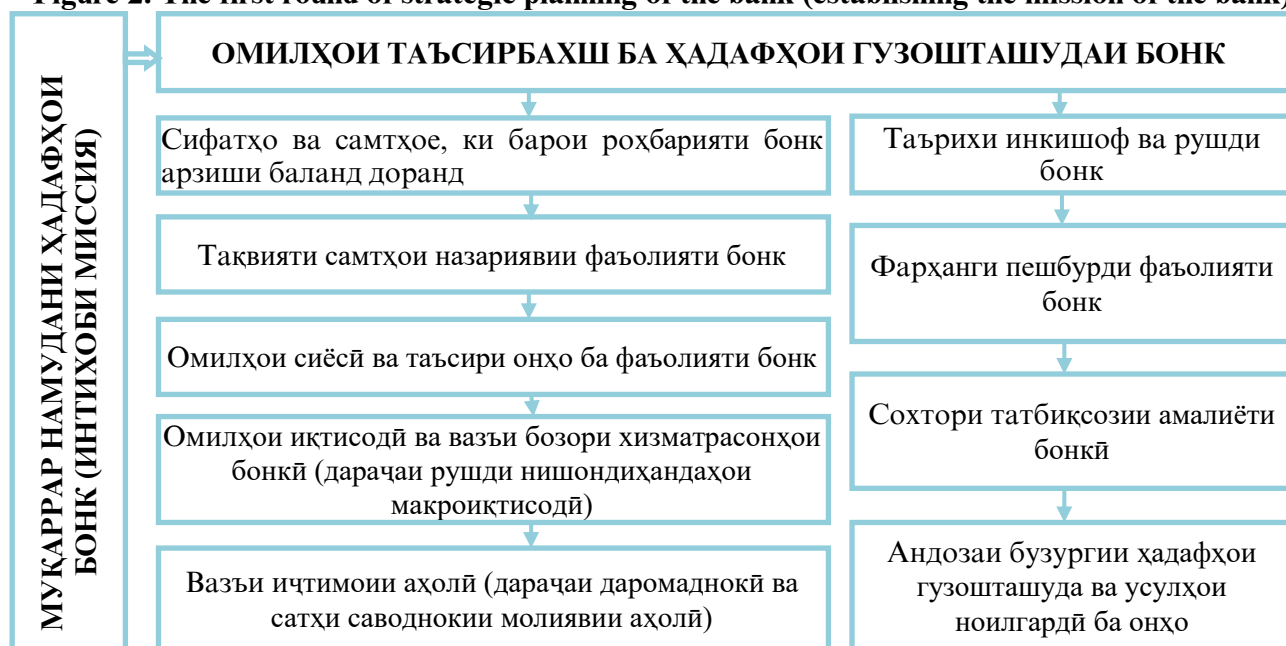 Figure 2. The first round of strategic planning of the bank (establishing the mission of the bank)
МУҚАРРАР НАМУДАНИ ҲАДАФҲОИ
БОНК (ИНТИХОБИ МИССИЯ)
ОМИЛҲОИ ТАЪСИРБАХШ БА ҲАДАФҲОИ ГУЗОШТАШУДАИ БОНК
Сифатҳо ва самтҳое, ки барои роҳбарияти бонк
арзиши баланд доранд
Тақвияти самтҳои назариявии фаъолияти бонк
Омилҳои сиёсӣ ва таъсири онҳо ба фаъолияти бонк
Омилҳои иқтисодӣ ва вазъи бозори хизматрасонҳои
бонкӣ (дараҷаи рушди нишондиҳандаҳои
макроиқтисодӣ)
Вазъи иҷтимоии аҳолӣ (дараҷаи даромаднокӣ ва
сатҳи саводнокии молиявии аҳолӣ)
Таърихи инкишоф ва рушди
бонк
Фарҳанги пешбурди фаъолияти
бонк
Сохтори татбиқсозии амалиёти
бонкӣ
Андозаи бузургии ҳадафҳои
гузошташуда ва усулҳои
ноилгардӣ ба онҳо